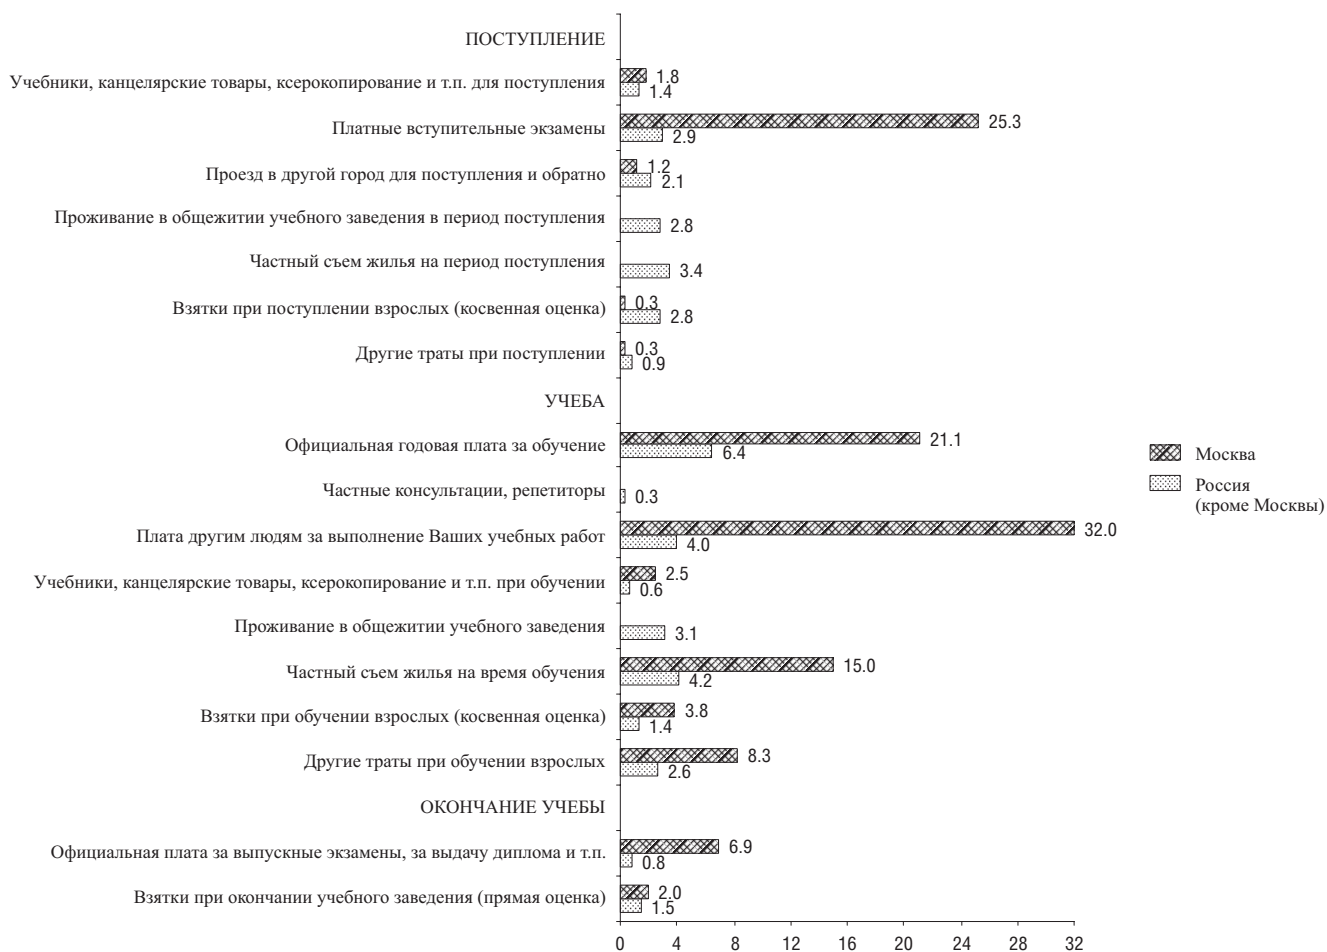 ПОСТУПЛЕНИЕ
Учебники, канцелярские товары, ксерокопирование и т.п. для поступления
1.8
1.4
Платные вступительные экзамены
25.3
2.9
Проезд в другой город для поступления и обратно
1.2
2.1
Проживание в общежитии учебного заведения в период поступления
2.8
Частный съем жилья на период поступления
3.4
Взятки при поступлении взрослых (косвенная оценка)
0.3
2.8
Другие траты при поступлении
0.3
0.9
УЧЕБА
Официальная годовая плата за обучение
21.1
6.4
Частные консультации, репетиторы
0.3
Плата другим людям за выполнение Ваших учебных работ
32.0
4.0
Учебники, канцелярские товары, ксерокопирование и т.п. при обучении
2.5
0.6
Проживание в общежитии учебного заведения
3.1
Частный съем жилья на время обучения
15.0
4.2
Взятки при обучении взрослых (косвенная оценка)
3.8
1.4
Другие траты при обучении взрослых
8.3
2.6
ОКОНЧАНИЕ УЧЕБЫ
Официальная плата за выпускные экзамены, за выдачу диплома и т.п.
6.9
0.8
Взятки при окончании учебного заведения (прямая оценка)
2.0
1.5
0 4 8 12 16 20 24 28 32
Москва
Россия
(кроме Москвы)